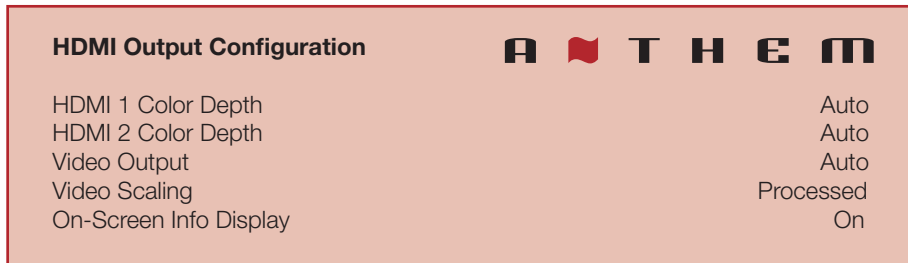 HDMI Output Configuration ANTHEM
HDMI 1 Color Depth Auto
HDMI 2 Color Depth Auto
Video Output Auto
Video Scaling Processed
On-Screen Info Display On